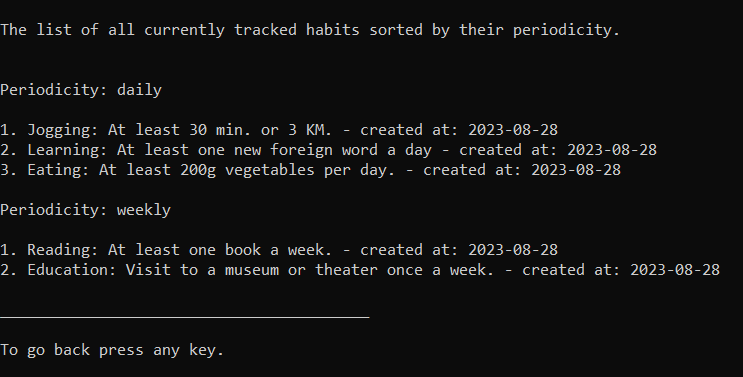 The list of all currently tracked habits sorted by their periodicity.
Periodicity: daily
1. Jogging: At least 30 min. or 3 KM. - created at: 2023-08-28
2. Learning: At least one new foreign word a day - created at: 2023-08-28
3. Eating: At least 200g vegetables per day. - created at: 2023-08-28
Periodicity: weekly
1. Reading: At least one book a week. - created at: 2023-08-28
2. Education: Visit to a museum or theater once a week. - created at: 2023-08-28
_________________________________________
To go back press any key.